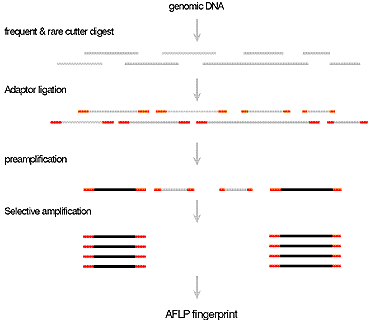 genomic DNA
frequent & rare cutter digest
Adaptor ligation
preamplification
Selective amplification
AFLP fingerprint